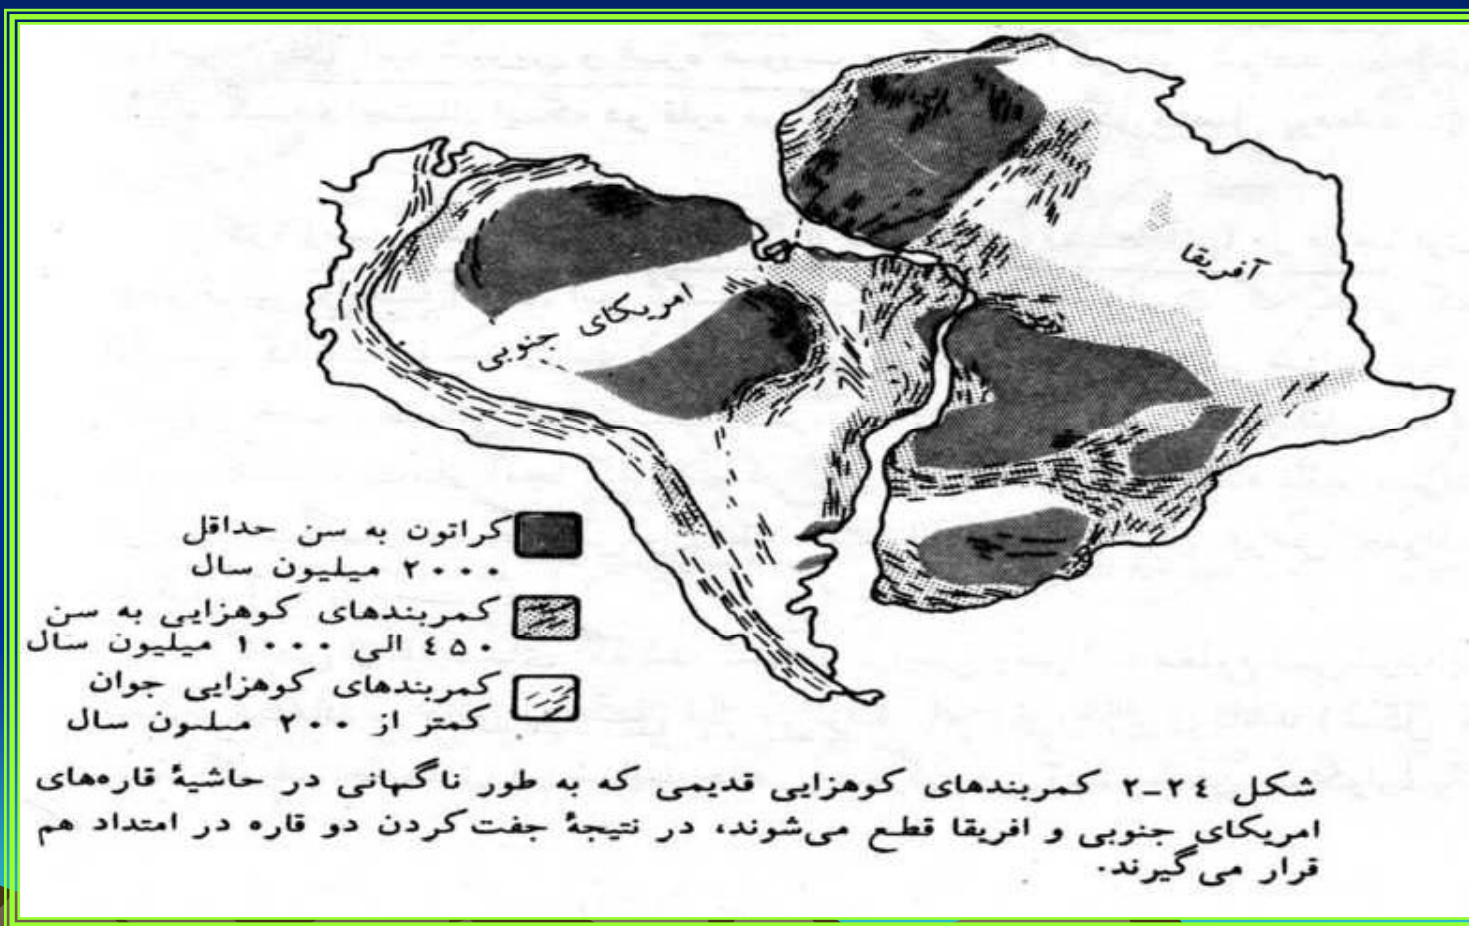 آفریقا
امریکای جنوبی
کراتون به سن حداقل
۲۰۰۰ میلیون سال
کمربندهای کوهزایی به سن
۴۵۰ الی ۱۰۰۰ میلیون سال
کمربندهای کوهزایی جوان
کمتر از ۲۰۰ میلیون سال
شکل ۲۴–۲ کمربندهای کوهزایی قدیمی که به طور ناگهانی در حاشیهٔ قاره‌های
امریکای جنوبی و افریقا قطع می‌شوند، در نتیجهٔ جفت کردن دو قاره در امتداد هم
قرار می‌گیرند.